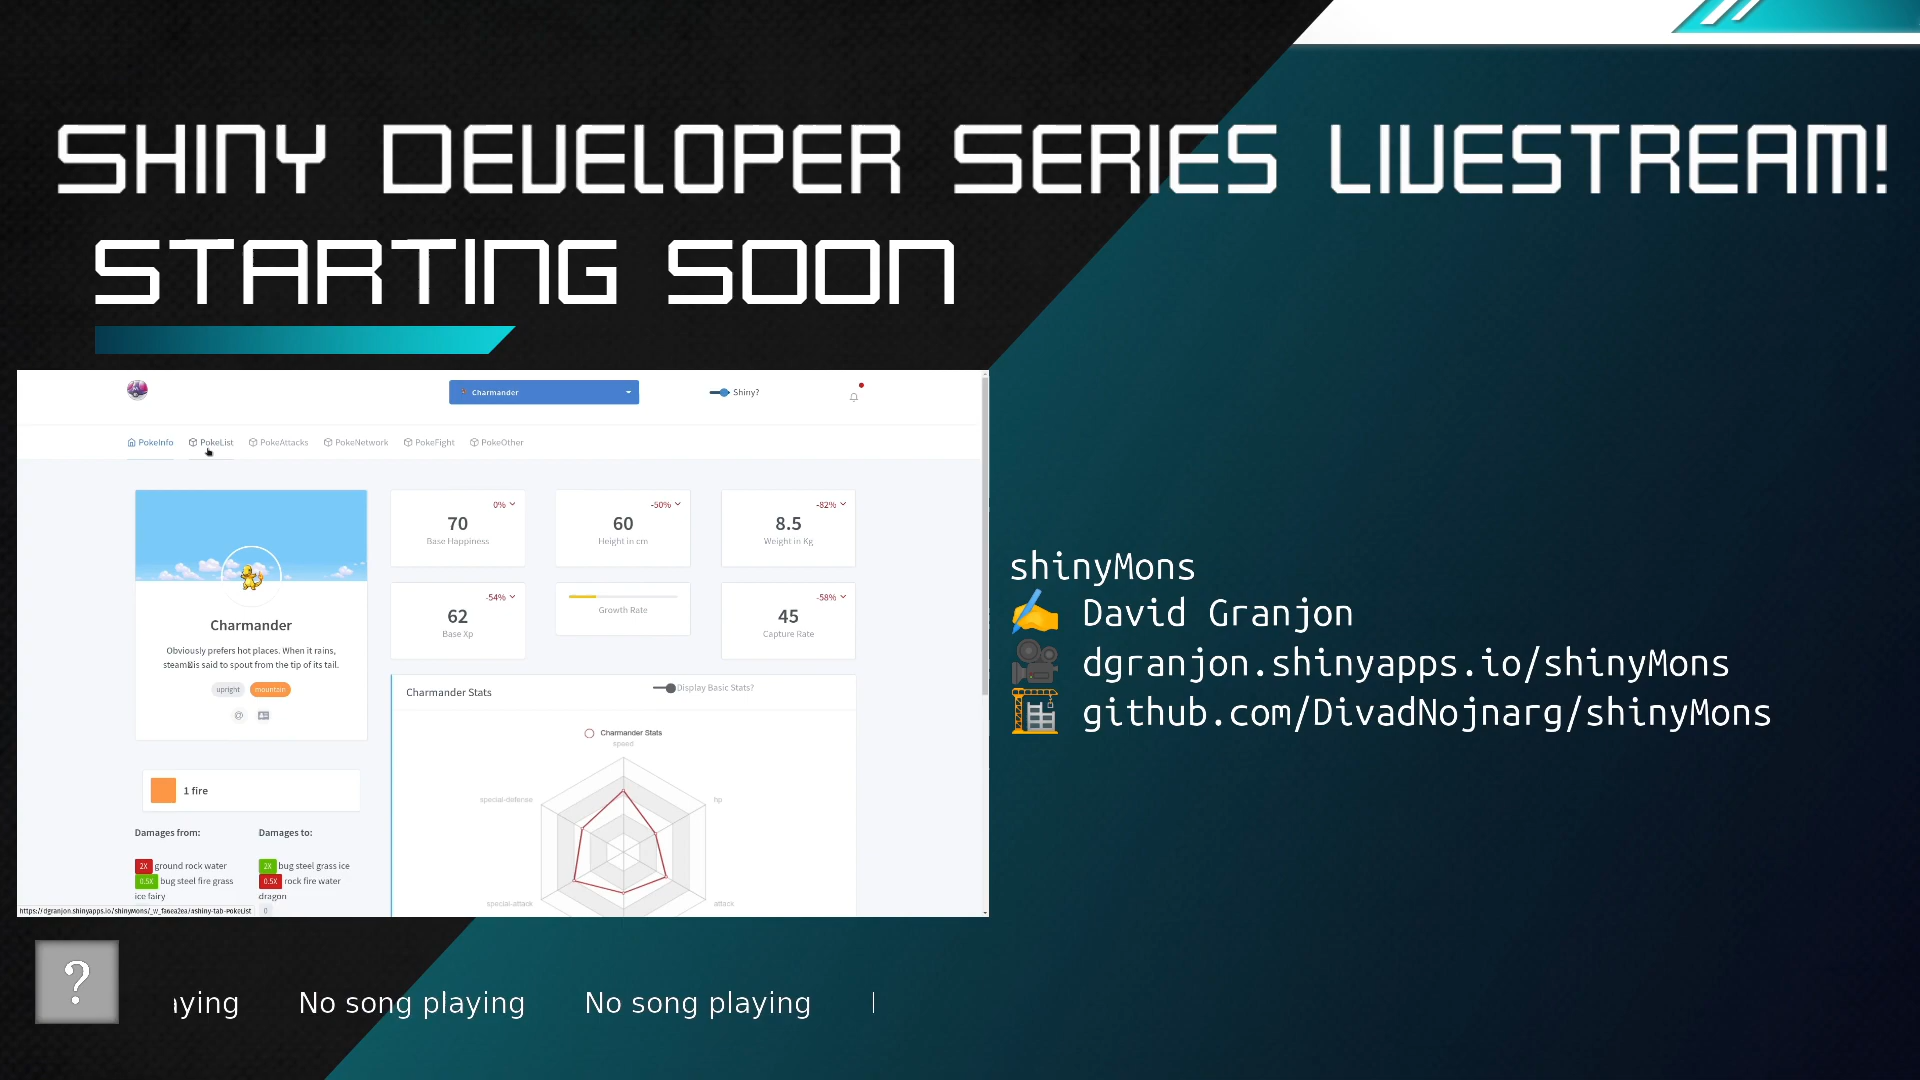 SHINY DEVELOPER SERIES LIVESTREAM!
STARTING SOON
Charmander
Shiny?
PokeInfo PokeList PokeAttacks PokeNetwork PokeFight PokeOther
0% -50% -82%
70 60 8.5
Base Happiness Height in cm Weight in Kg
-54% -58%
62 45
Base Xp Growth Rate Capture Rate
Charmander
Obviously prefers hot places. When it rains,
steam is said to spout from the tip of its tail.
upright mountain
1 fire
Damages from: Damages to:
2X ground rock water 2X bug steel grass ice
0.5X bug steel fire grass 0.5X rock fire water
ice fairy dragon
0
Charmander Stats Display Basic Stats?
Charmander Stats
speed
special-defense hp
special-attack attack
shinyMons
David Granjon
dgranjon.shinyapps.io/shinyMons
github.com/DivadNojnarg/shinyMons
?
aying No song playing No song playing